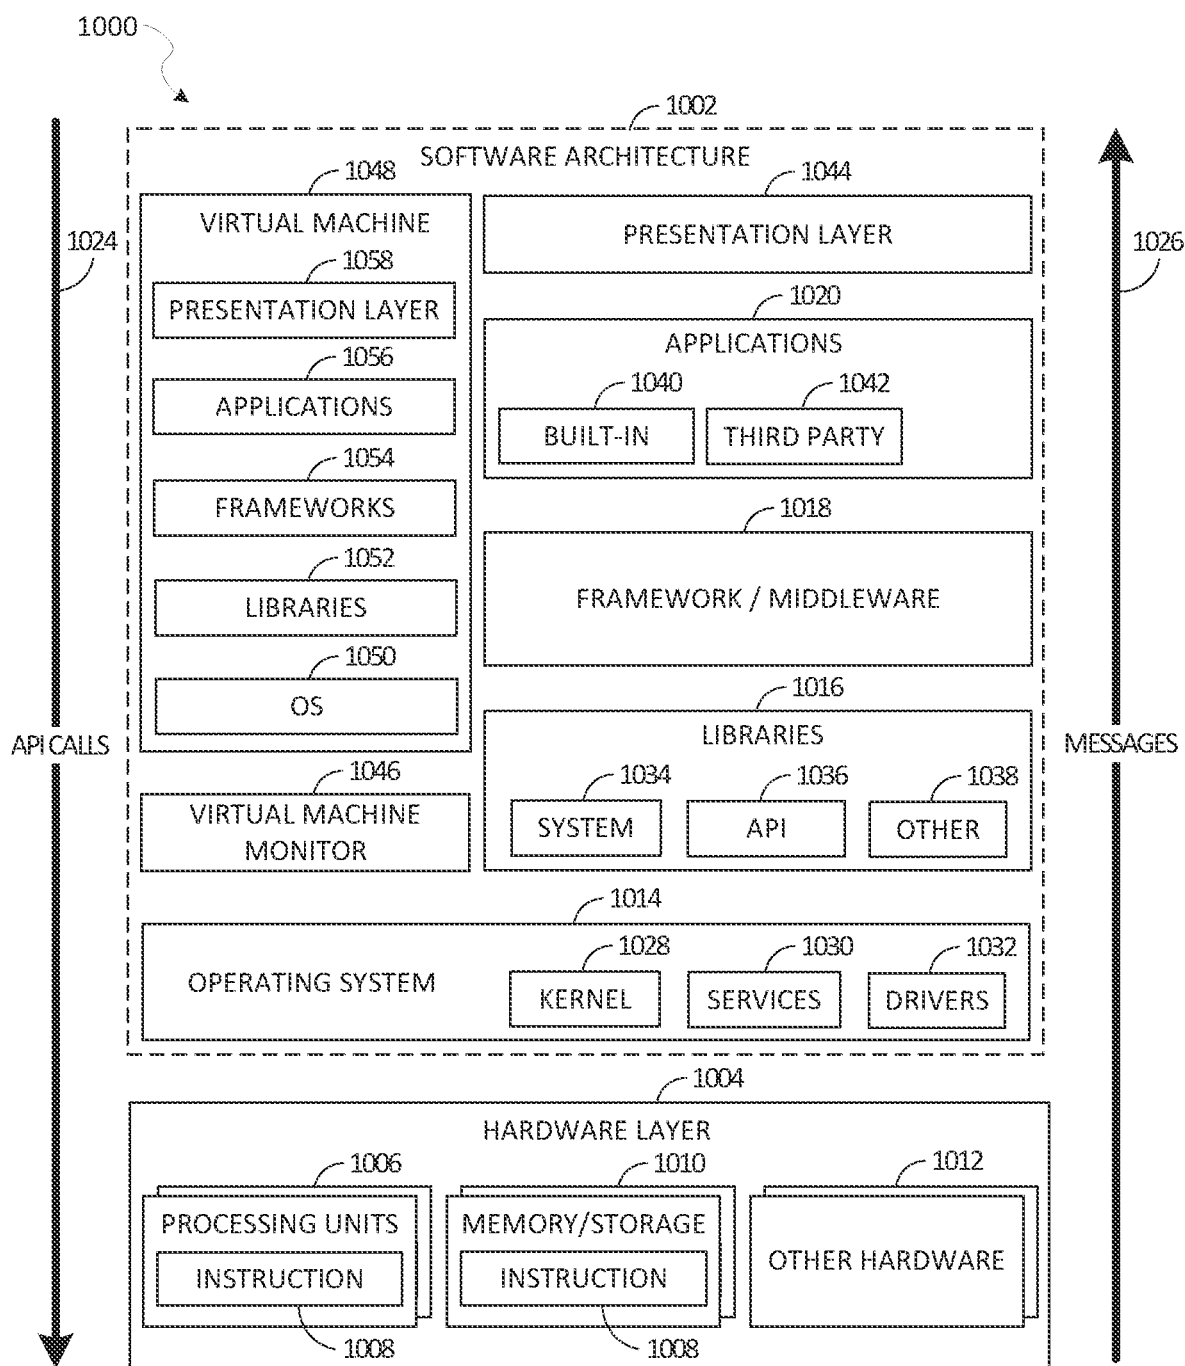 1000
1002
SOFTWARE ARCHITECTURE
1048
VIRTUAL MACHINE
1058
PRESENTATION LAYER
1056
APPLICATIONS
1054
FRAMEWORKS
1052
LIBRARIES
1050
OS
1046
VIRTUAL MACHINE
MONITOR
1044
PRESENTATION LAYER
1020
APPLICATIONS
1040
BUILT-IN
1042
THIRD PARTY
1018
FRAMEWORK / MIDDLEWARE
1016
LIBRARIES
1034
SYSTEM
1036
API
1038
OTHER
1014
OPERATING SYSTEM
1028
KERNEL
1030
SERVICES
1032
DRIVERS
1024
API CALLS
1026
MESSAGES
1004
HARDWARE LAYER
1006
PROCESSING UNITS
INSTRUCTION
1008
1010
MEMORY/STORAGE
INSTRUCTION
1008
1012
OTHER HARDWARE